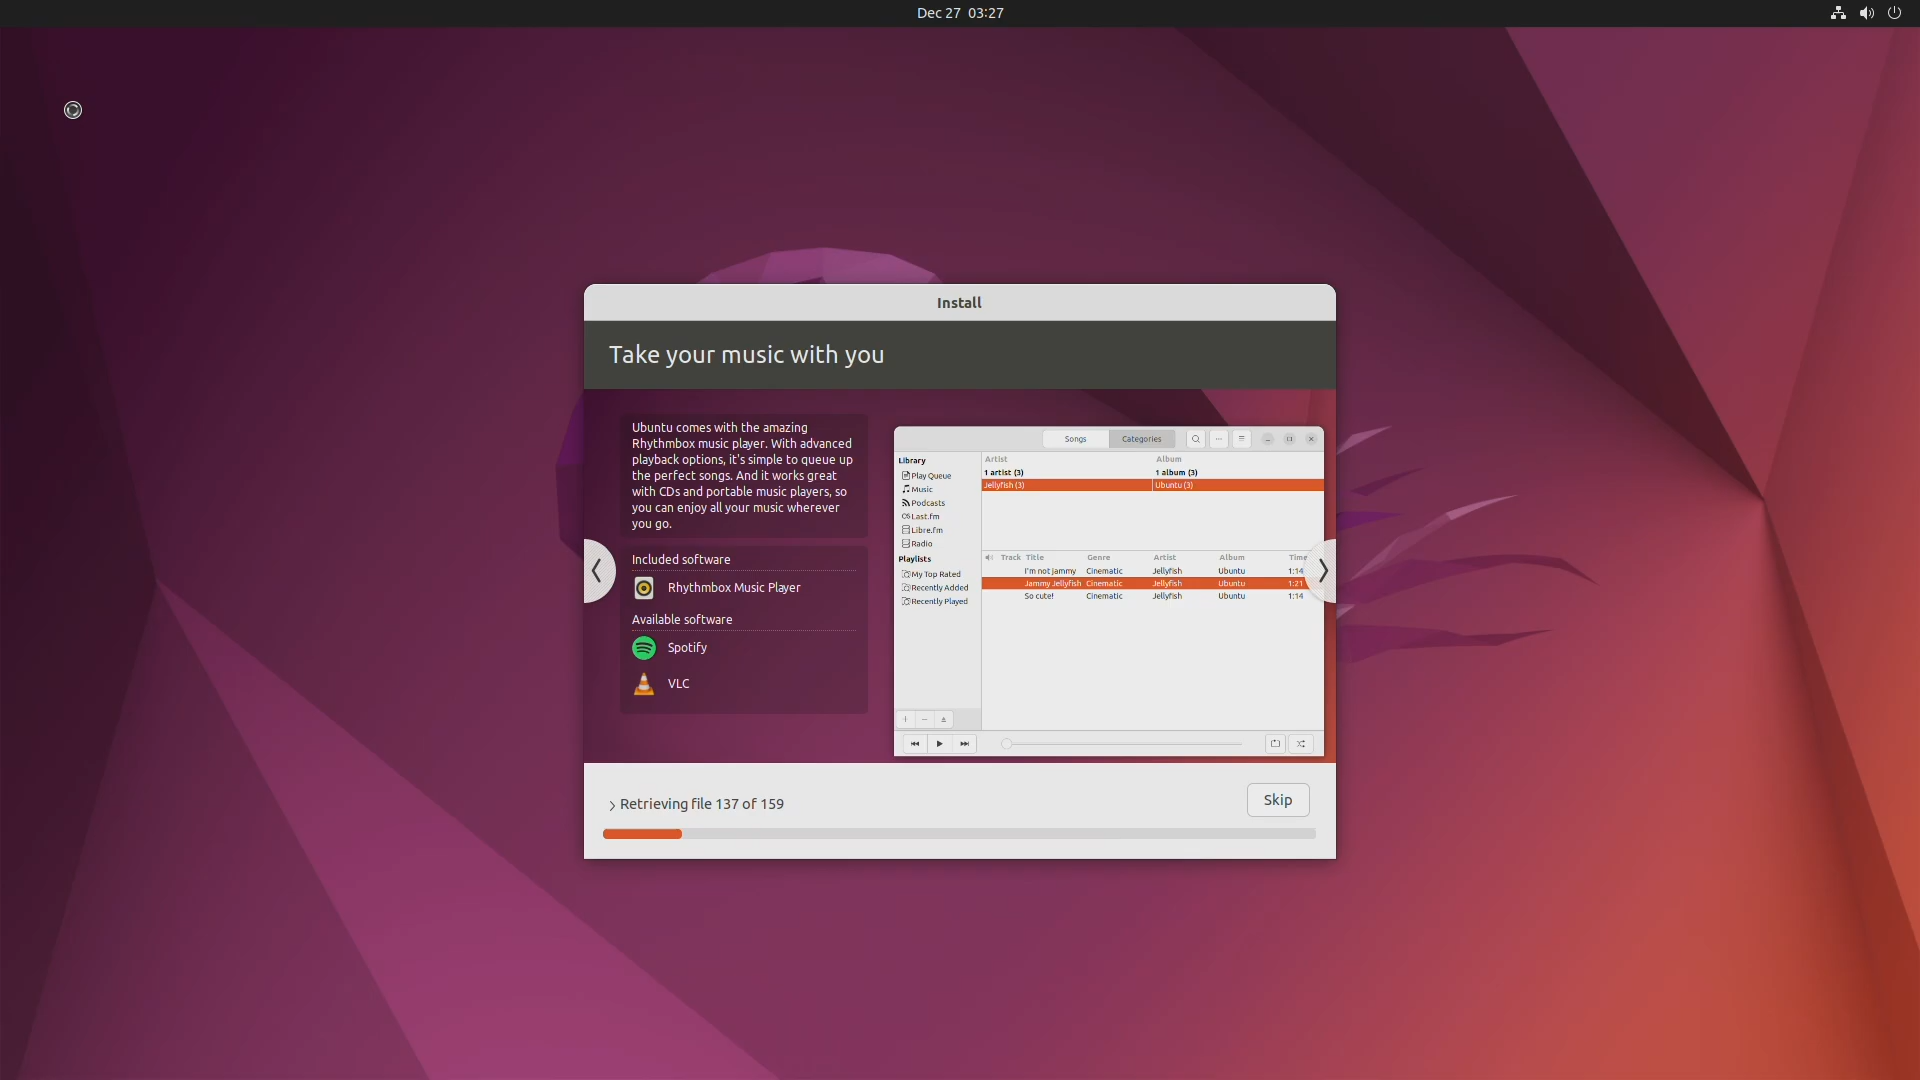 Dec 27 03:27
Install
Take your music with you
Ubuntu comes with the amazing
Rhythmbox music player. With advanced
playback options, it's simple to queue up
the perfect songs. And it works great
with CDs and portable music players, so
you can enjoy all your music wherever
you go.
Included software
Rhythmbox Music Player
Available software
Spotify
VLC
Songs Categories
Library
Play Queue
Music
Podcasts
Last.fm
Libre.fm
Radio
Playlists
My Top Rated
Recently Added
Recently Played
Artist Album
1 artist (3) 1 album (3)
Jellyfish (3) Ubuntu (3)
Track Title Genre Artist Album Time
I'm not jammy Cinematic Jellyfish Ubuntu 1:14
Jammy Jellyfish Cinematic Jellyfish Ubuntu 1:21
So cute! Cinematic Jellyfish Ubuntu 1:14
Retrieving file 137 of 159
Skip